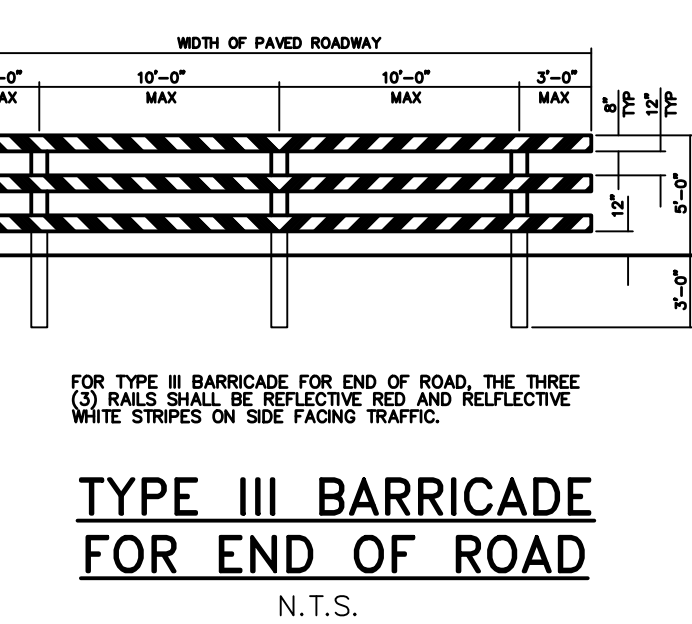 WIDTH OF PAVED ROADWAY
-0" 10'-0" 10'-0" 3'-0"
AX MAX MAX MAX
8" TYP 12" TYP
5'-0"
12"
3'-0"
FOR TYPE III BARRICADE FOR END OF ROAD, THE THREE
(3) RAILS SHALL BE REFLECTIVE RED AND RELFLECTIVE
WHITE STRIPES ON SIDE FACING TRAFFIC.
TYPE III BARRICADE
FOR END OF ROAD
N.T.S.